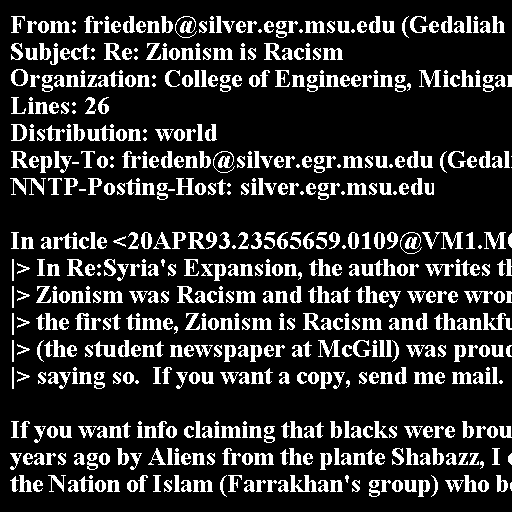 From: friedenb@silver.egr.msu.edu (Gedaliah
Subject: Re: Zionism is Racism
Organization: College of Engineering, Michigan
Lines: 26
Distribution: world
Reply-To: friedenb@silver.egr.msu.edu (Gedali
NNTP-Posting-Host: silver.egr.msu.edu

In article <20APR93.23565659.0109@VM1.MC
|> In Re:Syria's Expansion, the author writes th
|> Zionism was Racism and that they were wron
|> the first time, Zionism is Racism and thankfu
|> (the student newspaper at McGill) was proud
|> saying so.  If you want a copy, send me mail.

If you want info claiming that blacks were brou
years ago by Aliens from the plante Shabazz, I c
the Nation of Islam (Farrakhan's group) who be